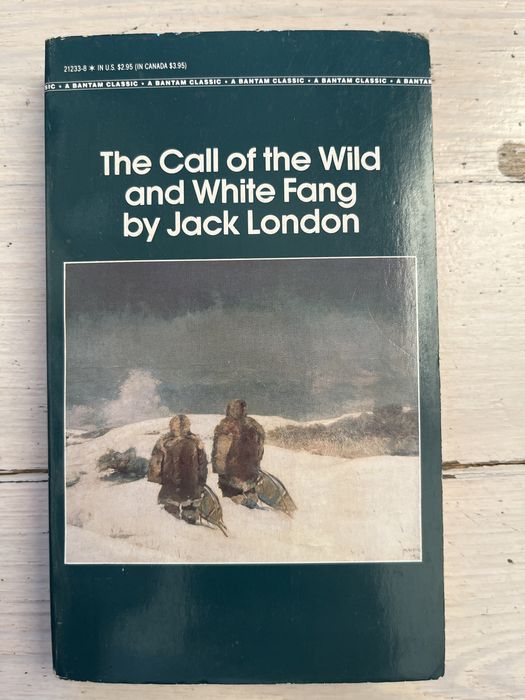 21233-8 ★ IN U.S. $2.95 (IN CANADA $3.95)
SIC • A BANTAM CLASSIC • A BANTAM CLASSIC • A BANTAM CLASSIC • A BANTAM CLASSIC • A BANTAM
The Call of the Wild
and White Fang
by Jack London